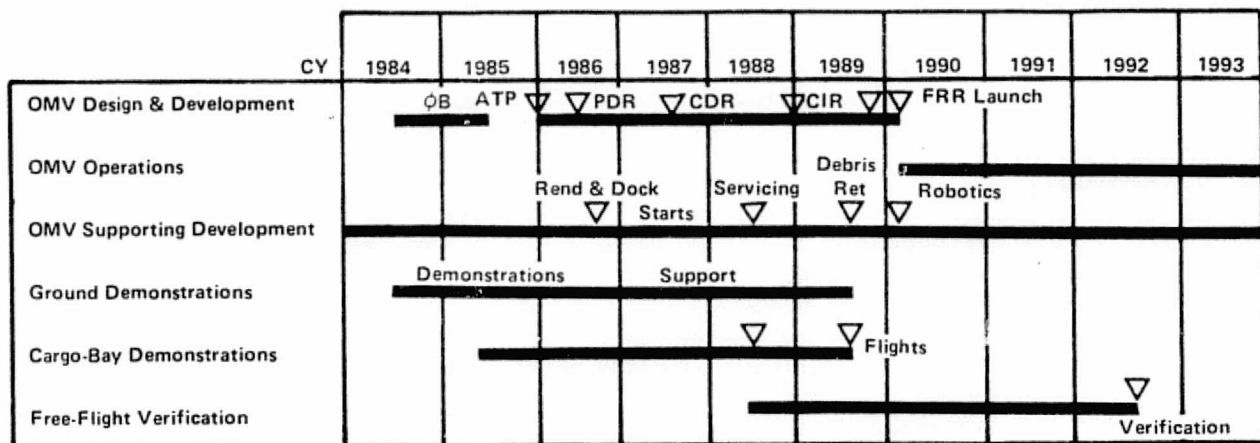 CY 1984 1985 1986 1987 1988 1989 1990 1991 1992 1993
OMV Design & Development ΦB ATP PDR CDR CIR FRR Launch
OMV Operations
Debris
Rend & Dock Servicing Ret Robotics
Starts
OMV Supporting Development
Demonstrations Support
Ground Demonstrations
Cargo-Bay Demonstrations Flights
Free-Flight Verification
Verification